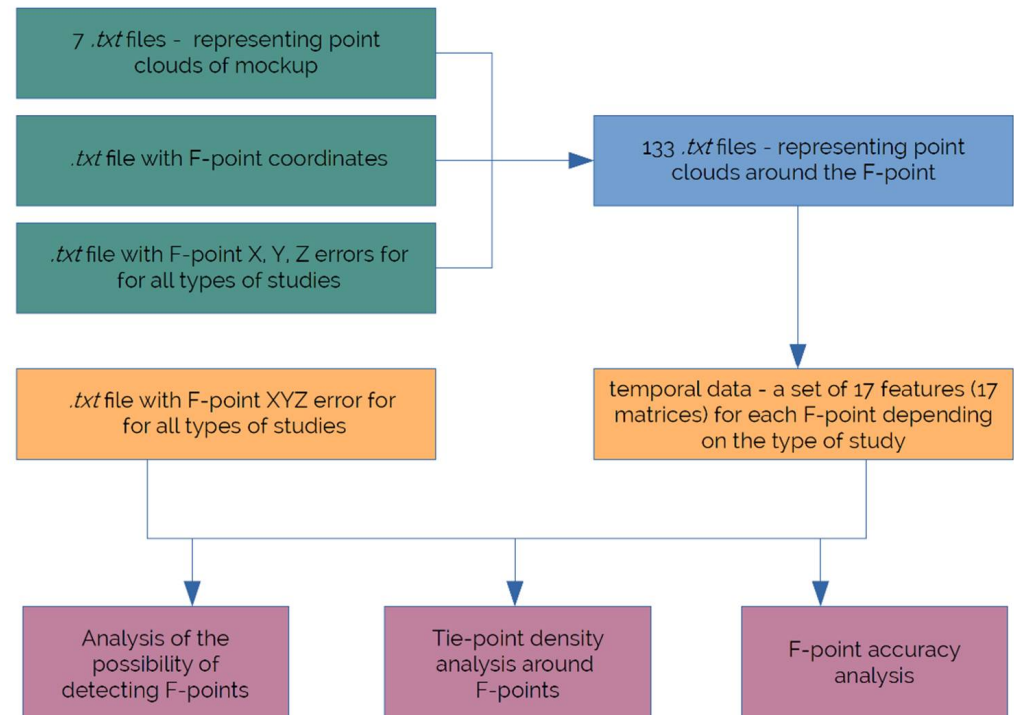 7 .txt files - representing point
clouds of mockup
.txt file with F-point coordinates
.txt file with F-point X, Y, Z errors for
for all types of studies
133 .txt files - representing point
clouds around the F-point
.txt file with F-point XYZ error for
for all types of studies
temporal data - a set of 17 features (17
matrices) for each F-point depending
on the type of study
Analysis of the
possibility of
detecting F-points
Tie-point density
analysis around
F-points
F-point accuracy
analysis